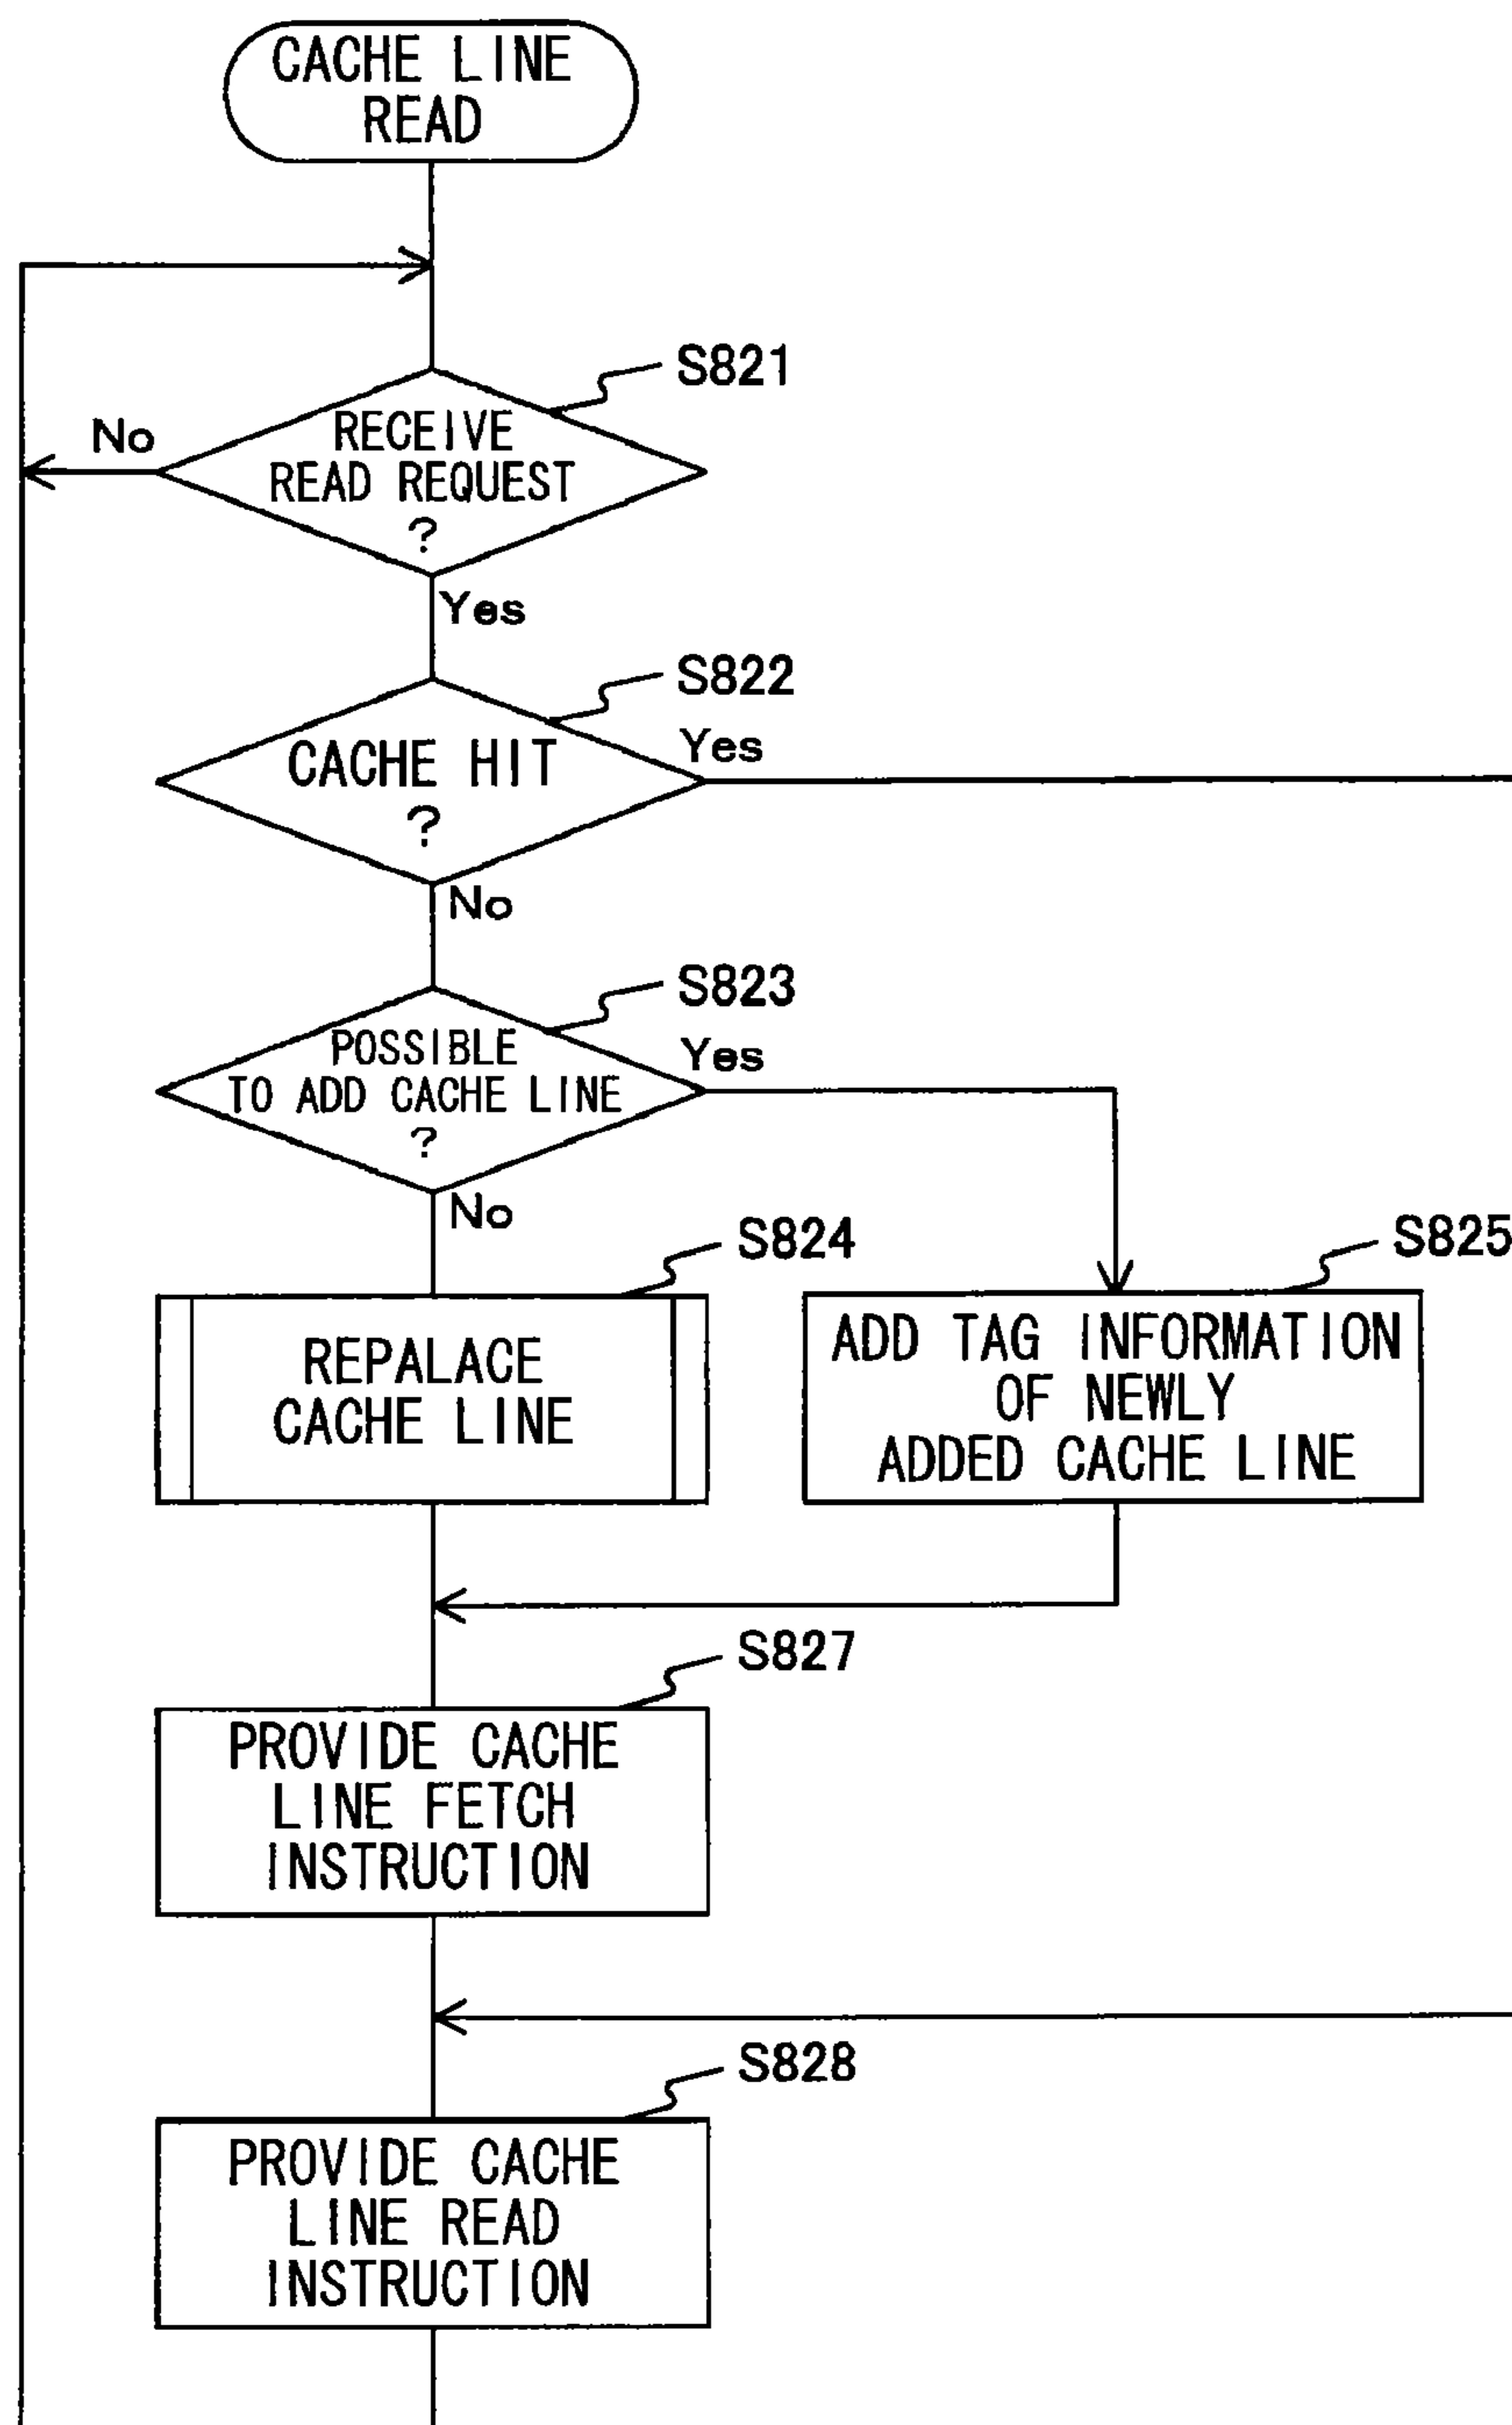 CACHE LINE
READ
S821
RECEIVE
READ REQUEST
?
No
Yes
S822
CACHE HIT
?
Yes
No
S823
POSSIBLE
TO ADD CACHE LINE
?
Yes
No
S824
REPALACE
CACHE LINE
S825
ADD TAG INFORMATION
OF NEWLY
ADDED CACHE LINE
S827
PROVIDE CACHE
LINE FETCH
INSTRUCTION
S828
PROVIDE CACHE
LINE READ
INSTRUCTION